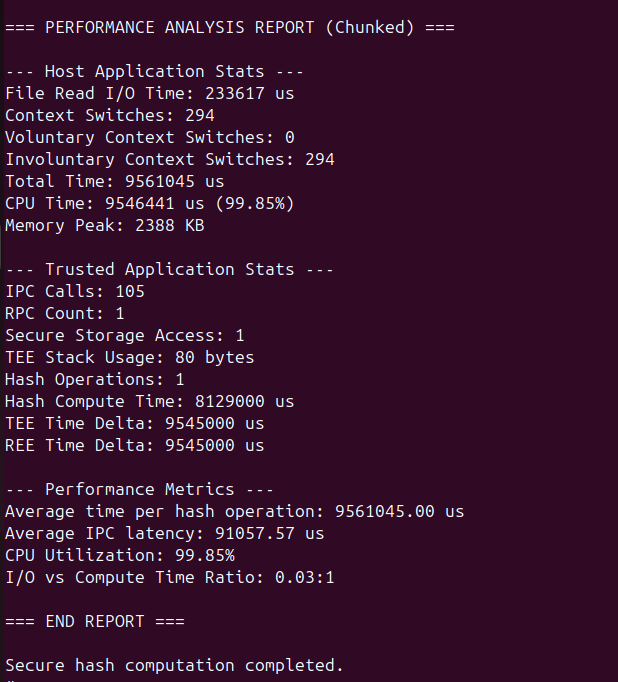 === PERFORMANCE ANALYSIS REPORT (Chunked) ===
--- Host Application Stats ---
File Read I/O Time: 233617 us
Context Switches: 294
Voluntary Context Switches: 0
Involuntary Context Switches: 294
Total Time: 9561045 us
CPU Time: 9546441 us (99.85%)
Memory Peak: 2388 KB
--- Trusted Application Stats ---
IPC Calls: 105
RPC Count: 1
Secure Storage Access: 1
TEE Stack Usage: 80 bytes
Hash Operations: 1
Hash Compute Time: 8129000 us
TEE Time Delta: 9545000 us
REE Time Delta: 9545000 us
--- Performance Metrics ---
Average time per hash operation: 9561045.00 us
Average IPC latency: 91057.57 us
CPU Utilization: 99.85%
I/O vs Compute Time Ratio: 0.03:1
=== END REPORT ===
Secure hash computation completed.